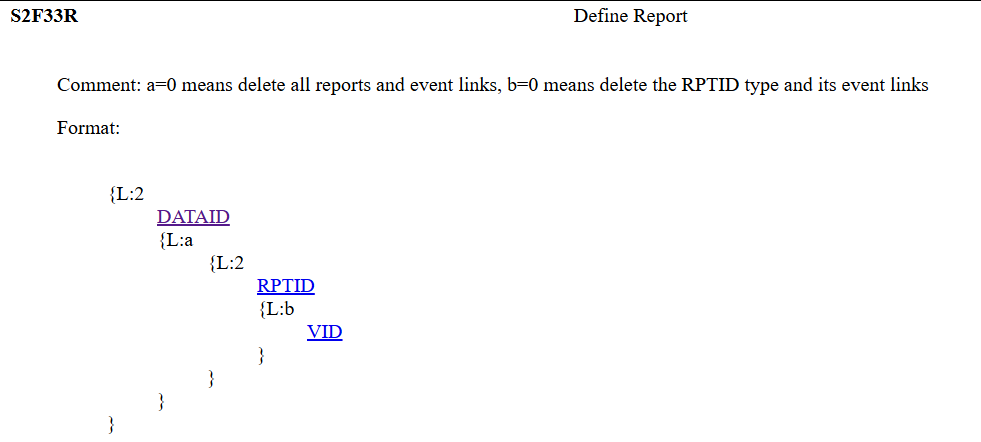 S2F33R Define Report
Comment: a=0 means delete all reports and event links, b=0 means delete the RPTID type and its event links
Format:
{L:2
DATAID
{L:a
{L:2
RPTID
{L:b
VID
}
}
}
}